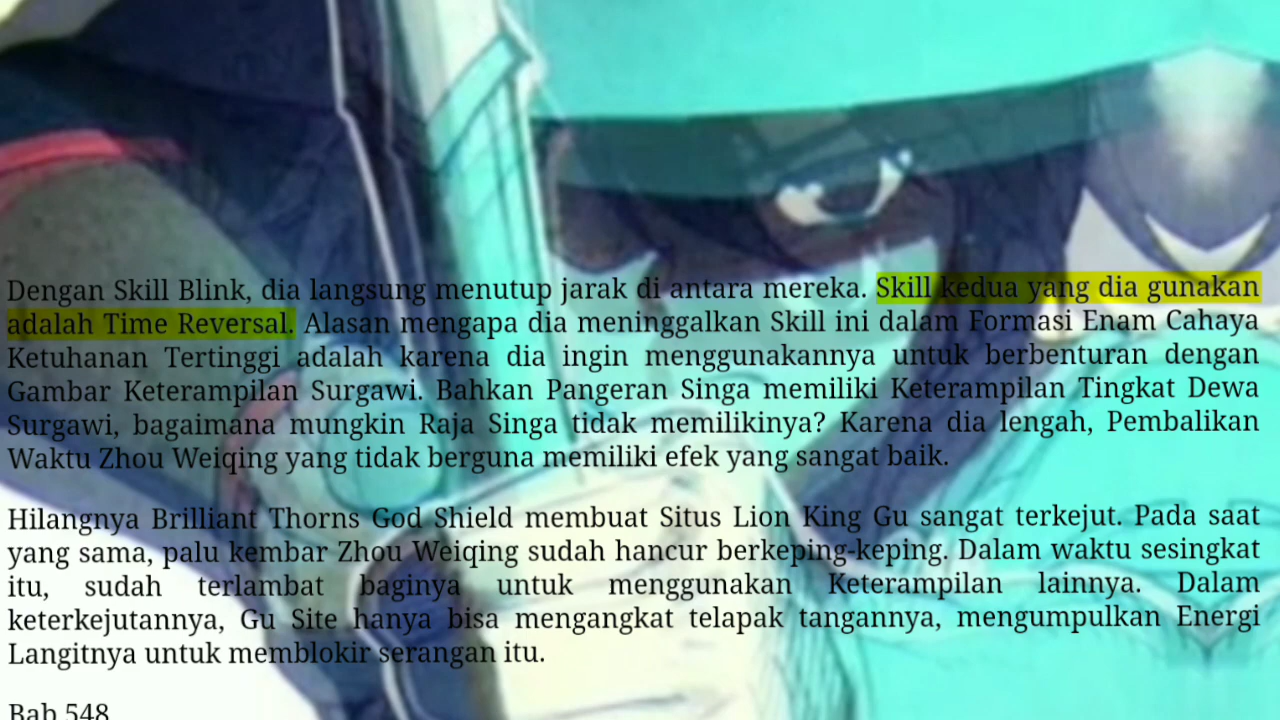 Dengan Skill Blink, dia langsung menutup jarak di antara mereka. Skill kedua yang dia gunakan
adalah Time Reversal. Alasan mengapa dia meninggalkan Skill ini dalam Formasi Enam Cahaya
Ketuhanan Tertinggi adalah karena dia ingin menggunakannya untuk berbenturan dengan
Gambar Keterampilan Surgawi. Bahkan Pangeran Singa memiliki Keterampilan Tingkat Dewa
Surgawi, bagaimana mungkin Raja Singa tidak memilikinya? Karena dia lengah, Pembalikan
Waktu Zhou Weiqing yang tidak berguna memiliki efek yang sangat baik.
Hilangnya Brilliant Thorns God Shield membuat Situs Lion King Gu sangat terkejut. Pada saat
yang sama, palu kembar Zhou Weiqing sudah hancur berkeping-keping. Dalam waktu sesingkat
itu, sudah terlambat baginya untuk menggunakan Keterampilan lainnya. Dalam
keterkejutannya, Gu Site hanya bisa mengangkat telapak tangannya, mengumpulkan Energi
Langitnya untuk memblokir serangan itu.
Bab 548